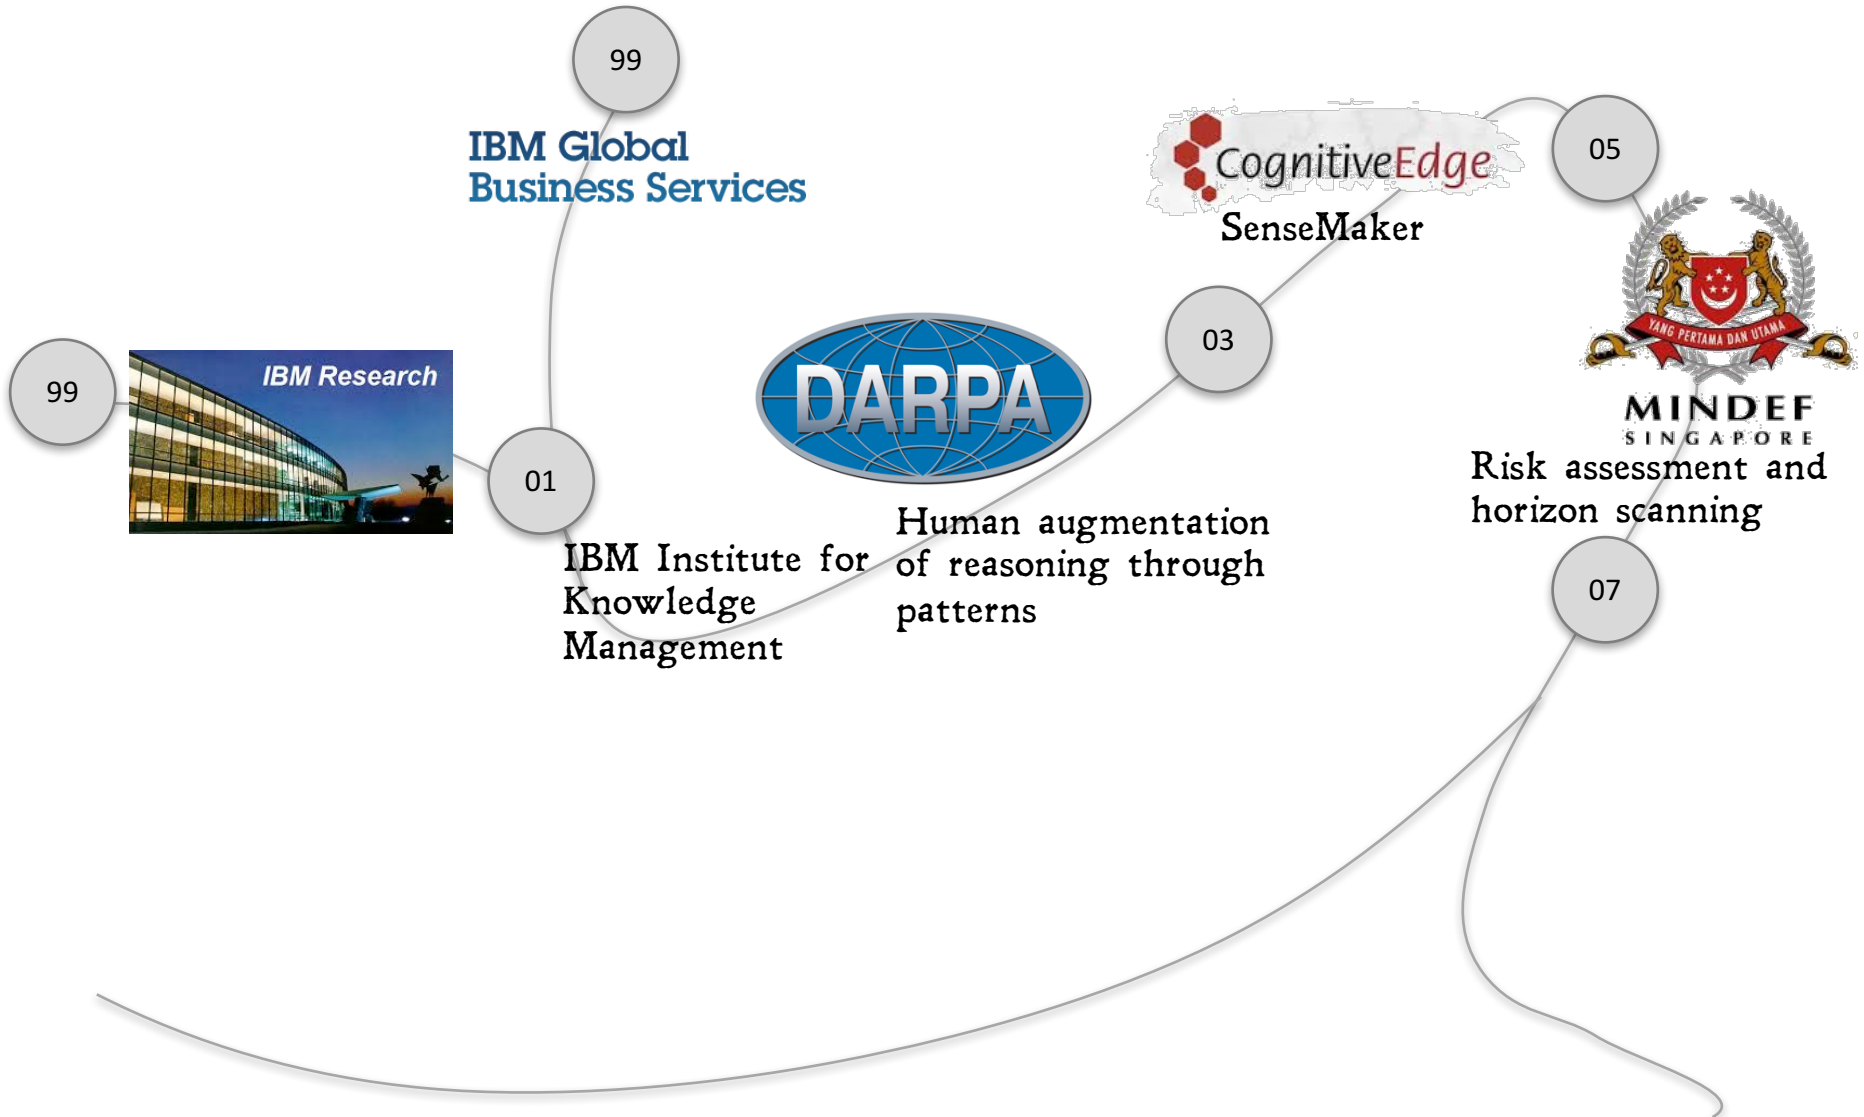 99
IBM Global
Business Services
99
IBM Research
01
IBM Institute for
Knowledge
Management
DARPA
Human augmentation
of reasoning through
patterns
03
CognitiveEdge
SenseMaker
05
YANG PERTAMA DAN UTAMA
MINDEF
SINGAPORE
Risk assessment and
horizon scanning
07